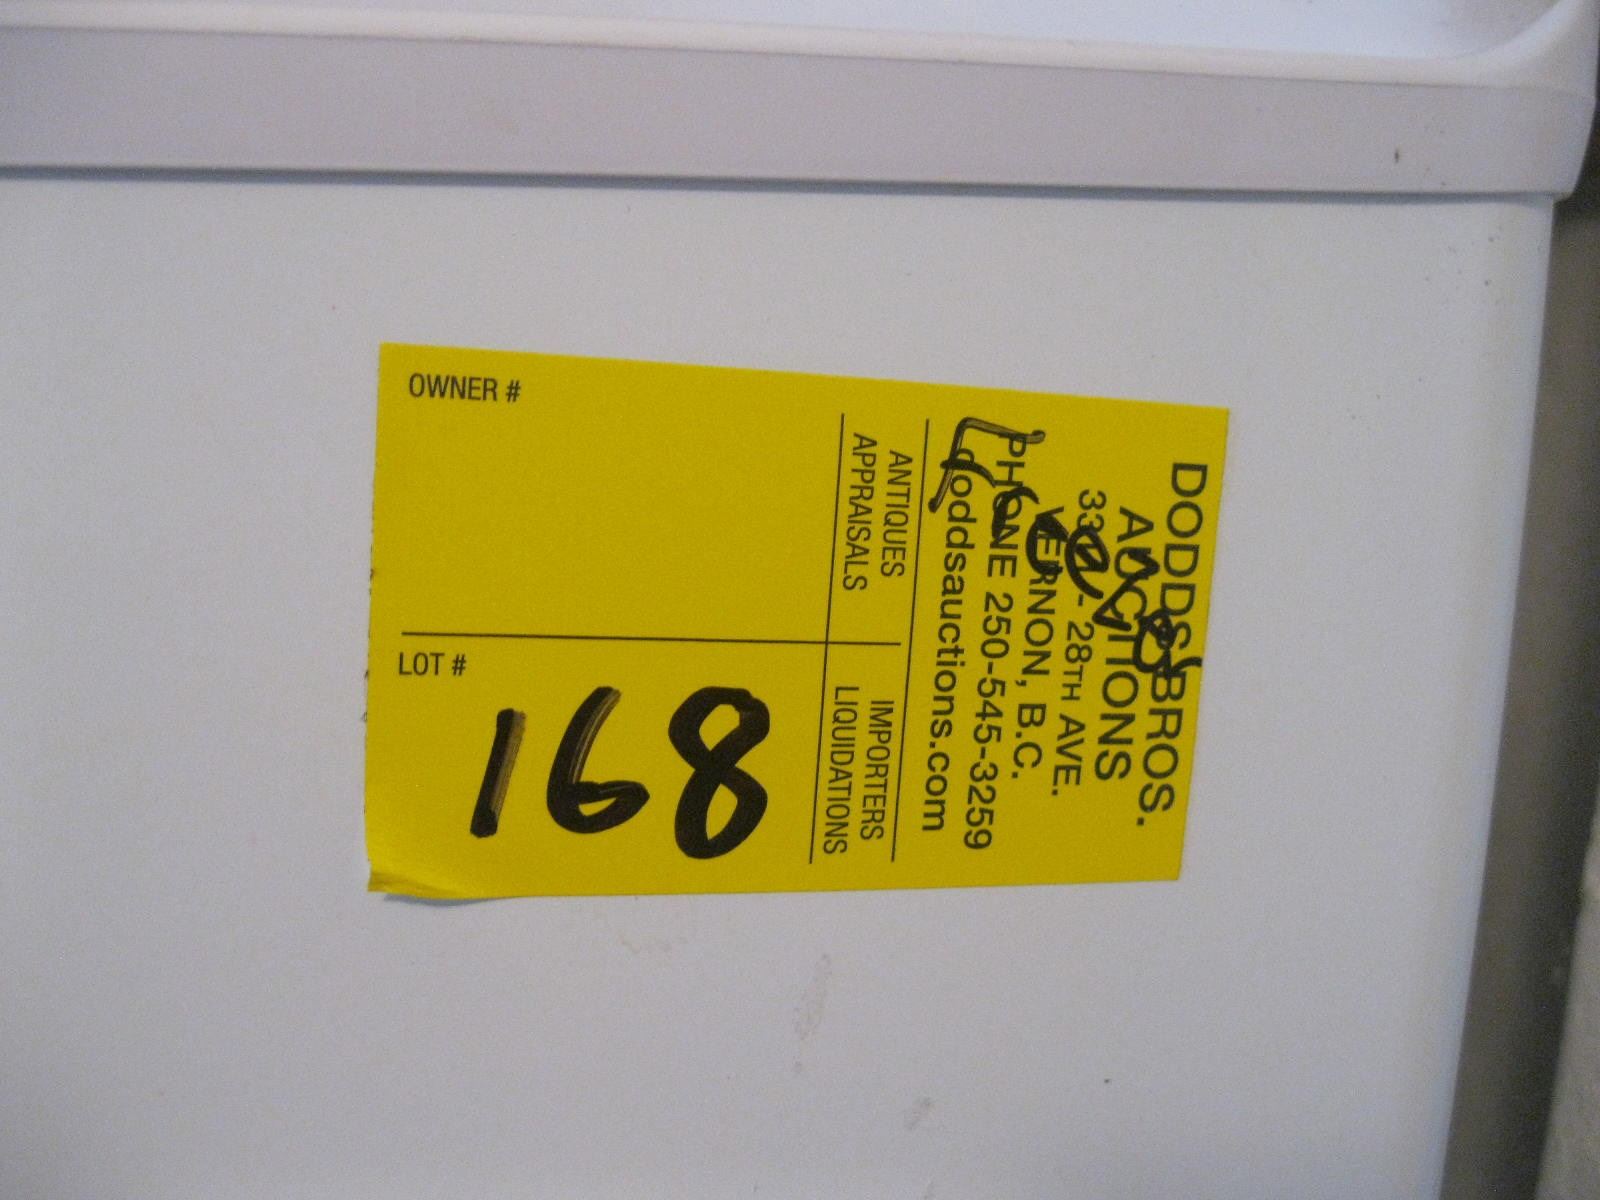 DODDS BROS.
AUCTIONS
28TH AVE.
VERNON, B.C.
PHONE 250-545-3259
doddsauctions.com
ANTIQUES
APPRAISALS
IMPORTERS
LIQUIDATIONS
OWNER #
LOT #
168